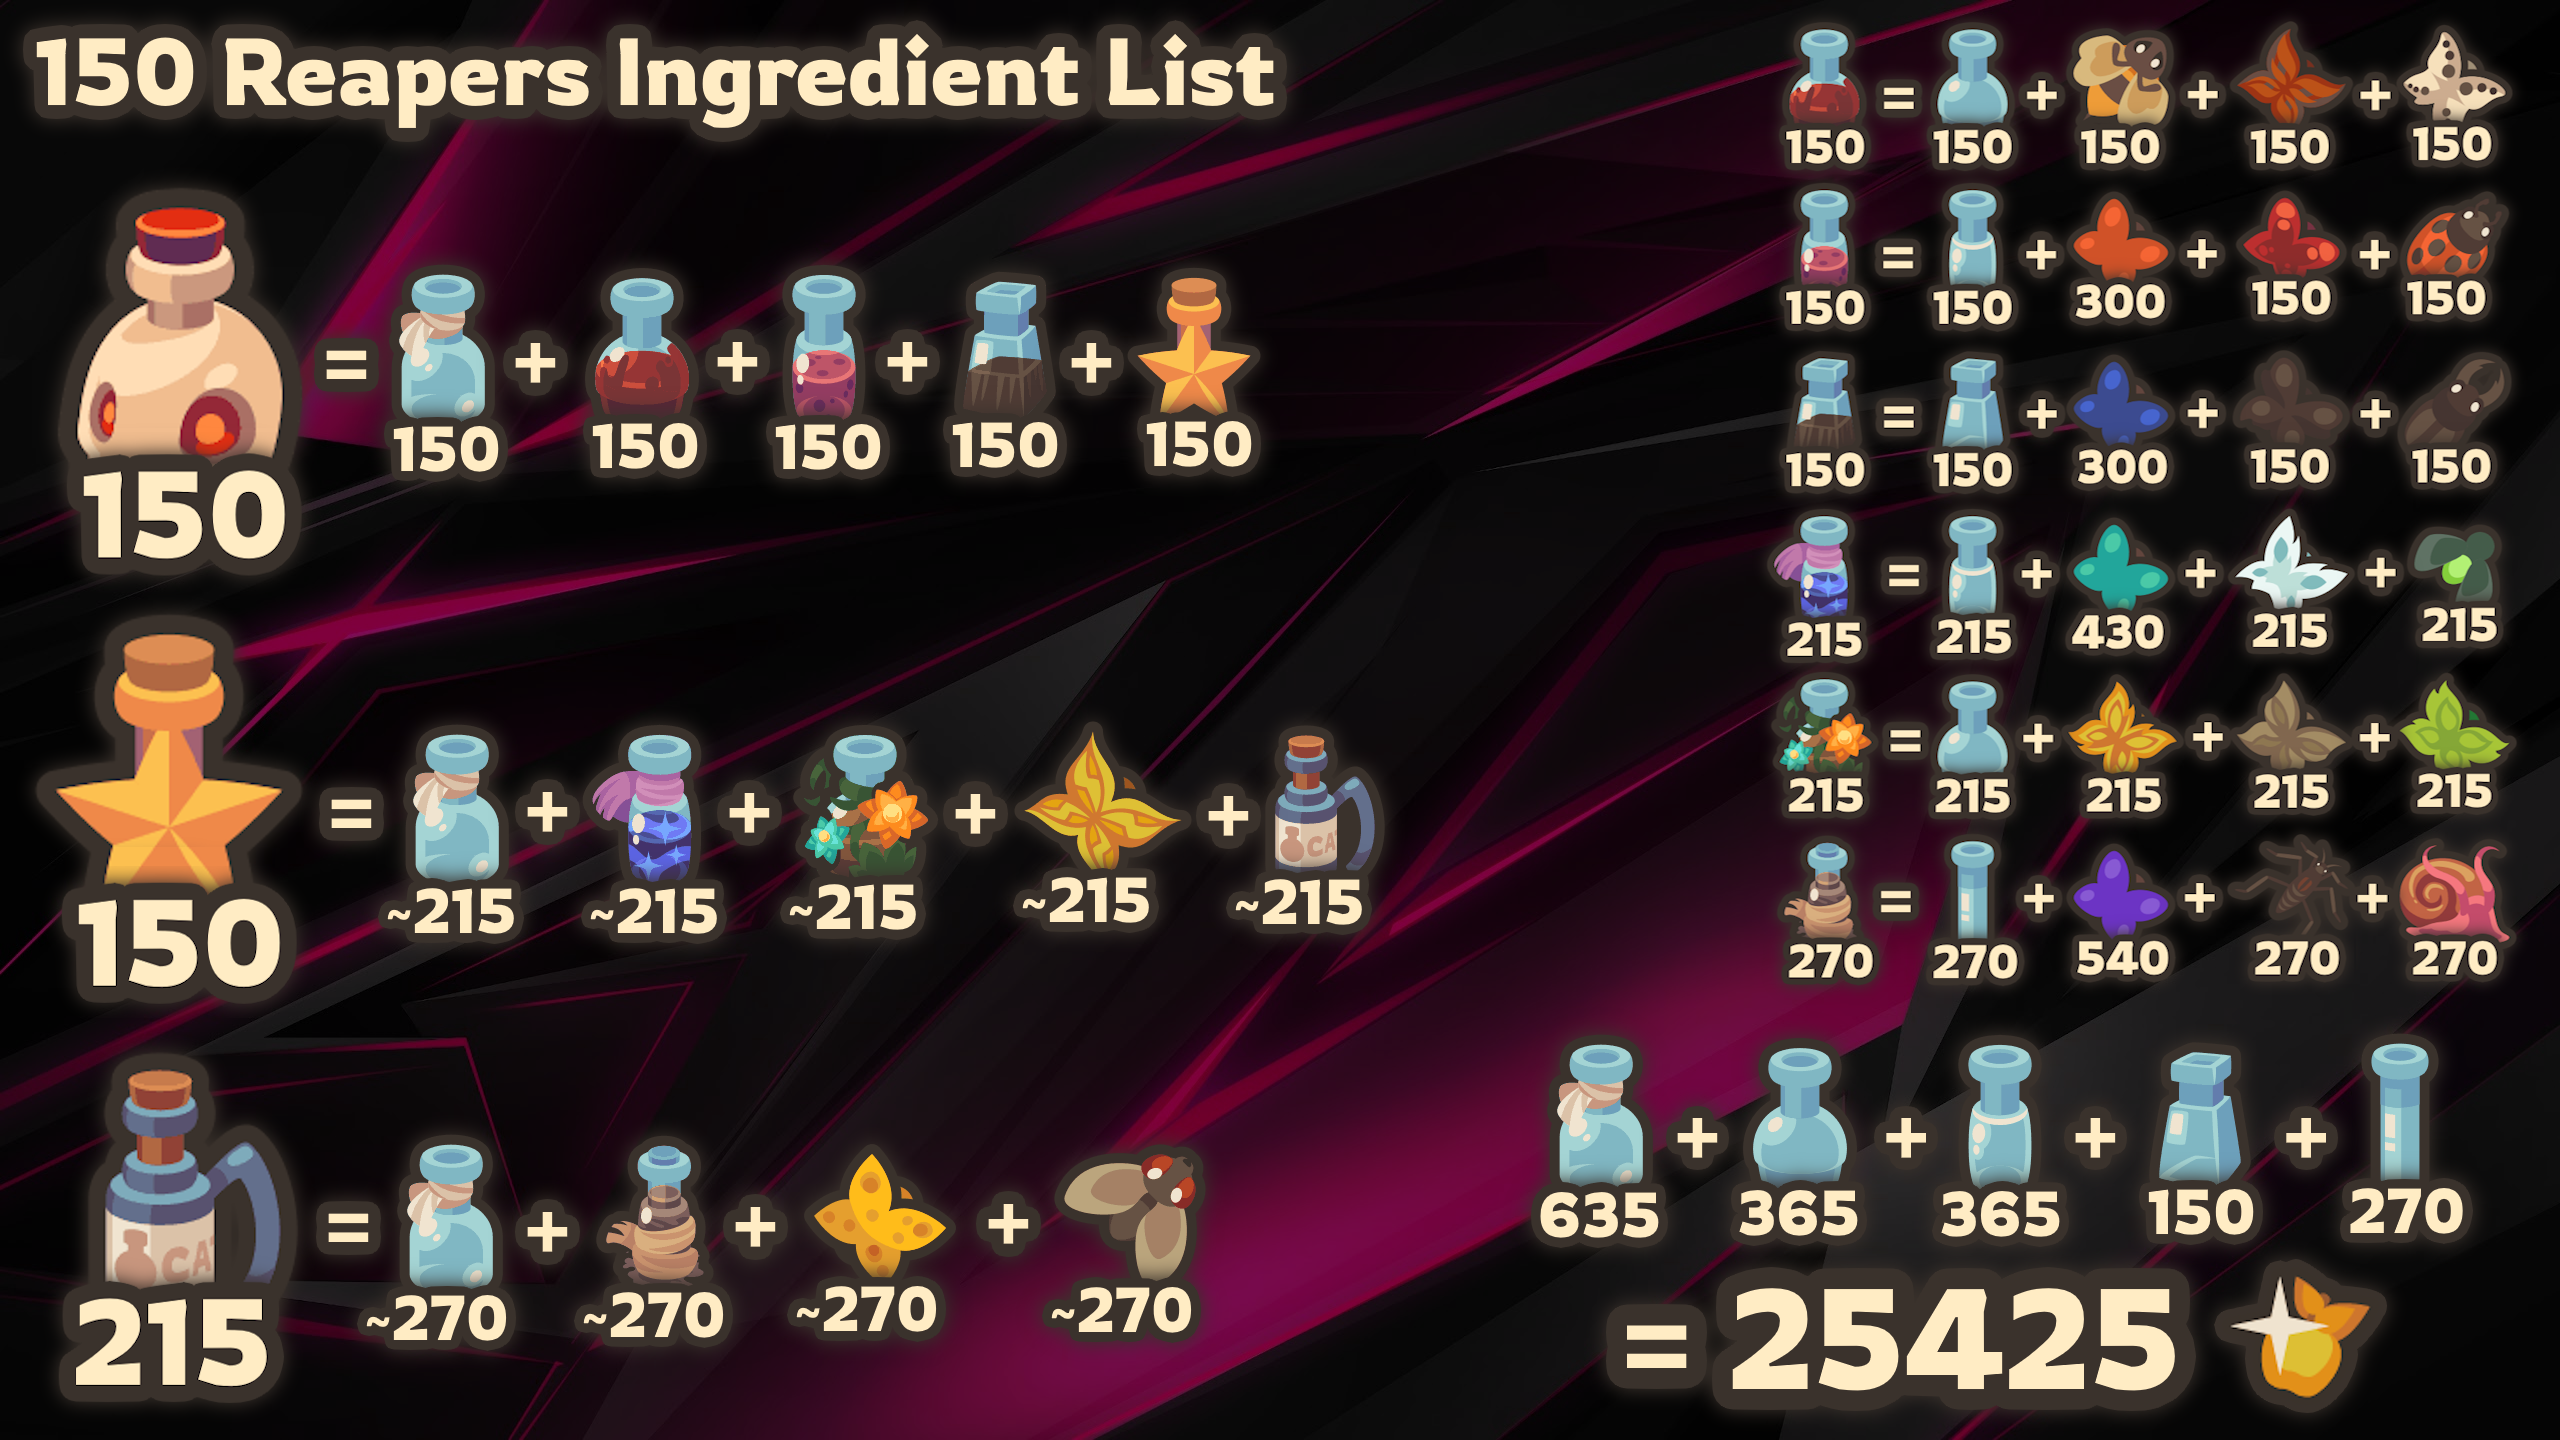 150 Reapers Ingredient List
150 = 150 + 150 + 150 + 150 + 150
150 = ~215 + ~215 + ~215 + ~215 + ~215
CA
215 = ~270 + ~270 + ~270 + ~270
CA
150 = 150 + 150 + 150 + 150
150 = 150 + 300 + 150 + 150
150 = 150 + 300 + 150 + 150
215 = 215 + 430 + 215 + 215
215 = 215 + 215 + 215 + 215
270 = 270 + 540 + 270 + 270
635 + 365 + 365 + 150 + 270
= 25425